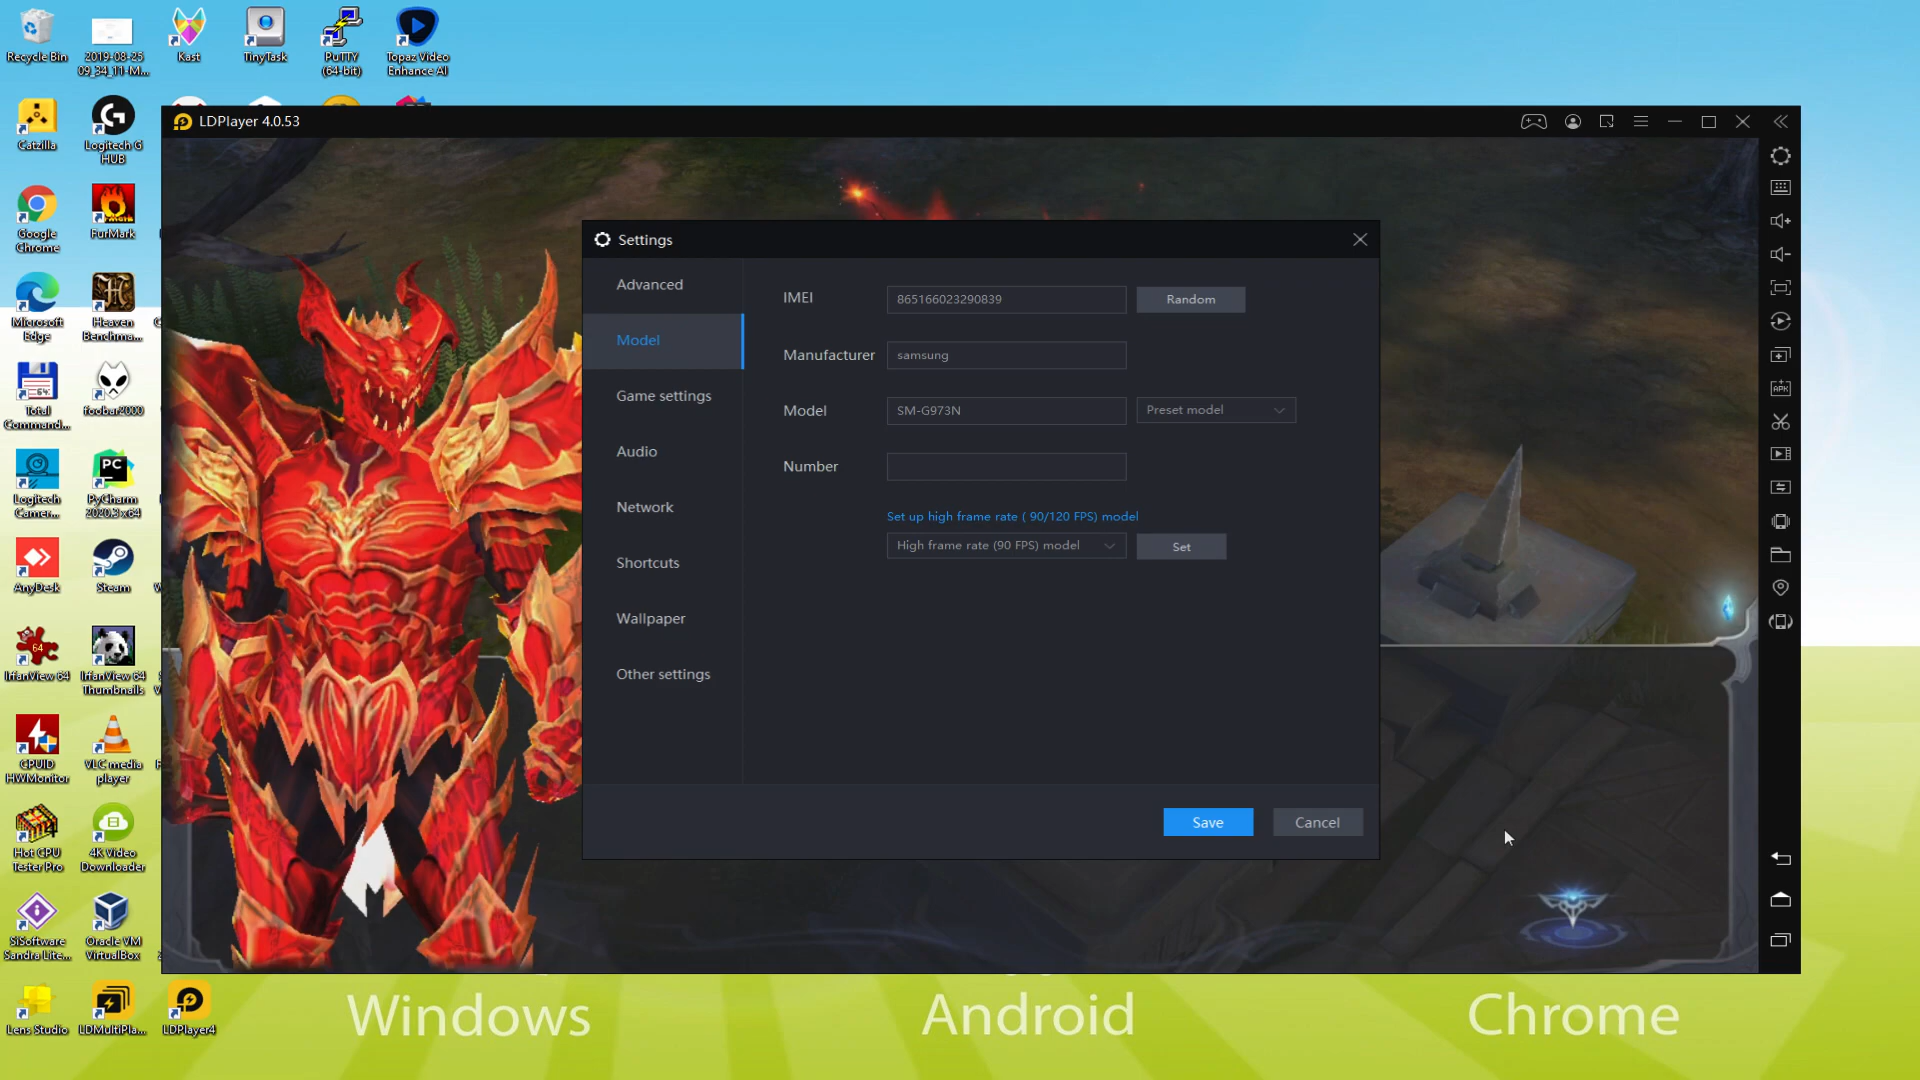 Recycle Bin
2019-08-25
09_34_11-M...
Kast
TinyTask
PuTTY
(64-bit)
Topaz Video
Enhance AI
Catzilla
Logitech G
HUB
Google
Chrome
FurMark
Microsoft
Edge
Heaven
Benchma...
Total
Command...
foobar2000
Logitech
Camer...
PyCharm
2020.3 x64
AnyDesk
Steam
IrfanView 64
IrfanView 64
Thumbnails
CPUID
HWMonitor
VLC media
player
Hot CPU
Tester Pro
4K Video
Downloader
SiSoftware
Sandra Lite...
Oracle VM
VirtualBox
Lens Studio
LDMultiPla...
LDPlayer4
LDPlayer 4.0.53
Settings
Advanced
Model
Game settings
Audio
Network
Shortcuts
Wallpaper
Other settings
IMEI
865166023290839
Random
Manufacturer
samsung
Model
SM-G973N
Preset model
Number
Set up high frame rate ( 90/120 FPS) model
High frame rate (90 FPS) model
Set
Save
Cancel
Windows
Android
Chrome